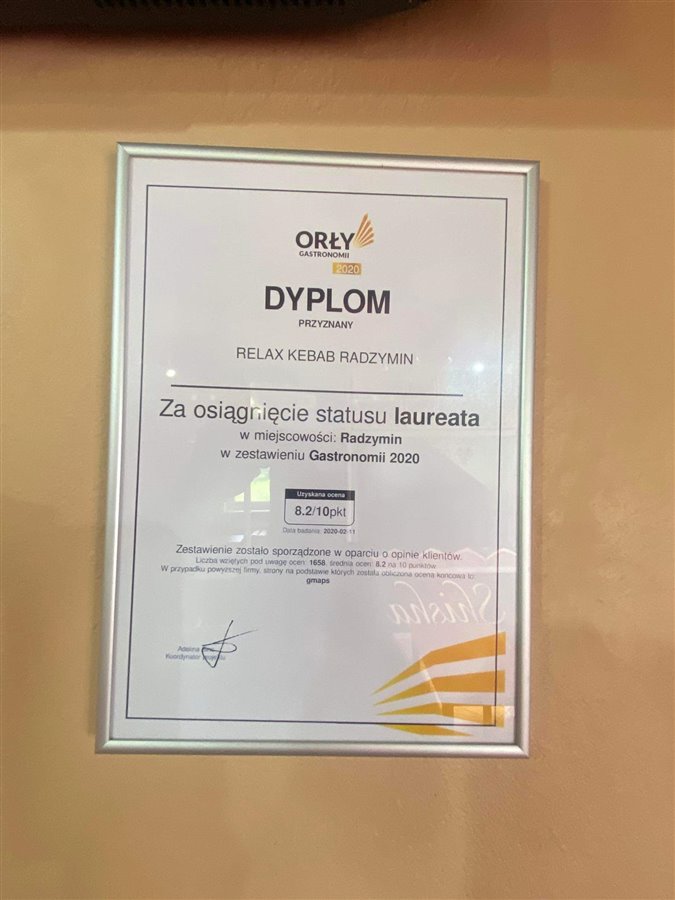 ORŁY
GASTRONOMII
2020
DYPLOM
PRZYZNANY
RELAX KEBAB RADZYMIN
Za osiągnięcie statusu laureata
w miejscowości: Radzymin
w zestawieniu Gastronomii 2020
Uzyskana ocena
8.2/10pkt
Data badania: 2020-02-11
Zestawienie zostało sporządzone w oparciu o opinie klientów.
Liczba wziętych pod uwagę ocen: 1658, średnia ocen: 8.2 na 10 punktów
W przypadku powyższej firmy, strony na podstawie których została obliczona ocena końcowa to:
gmaps
Shisha
Adelina
Koordynator